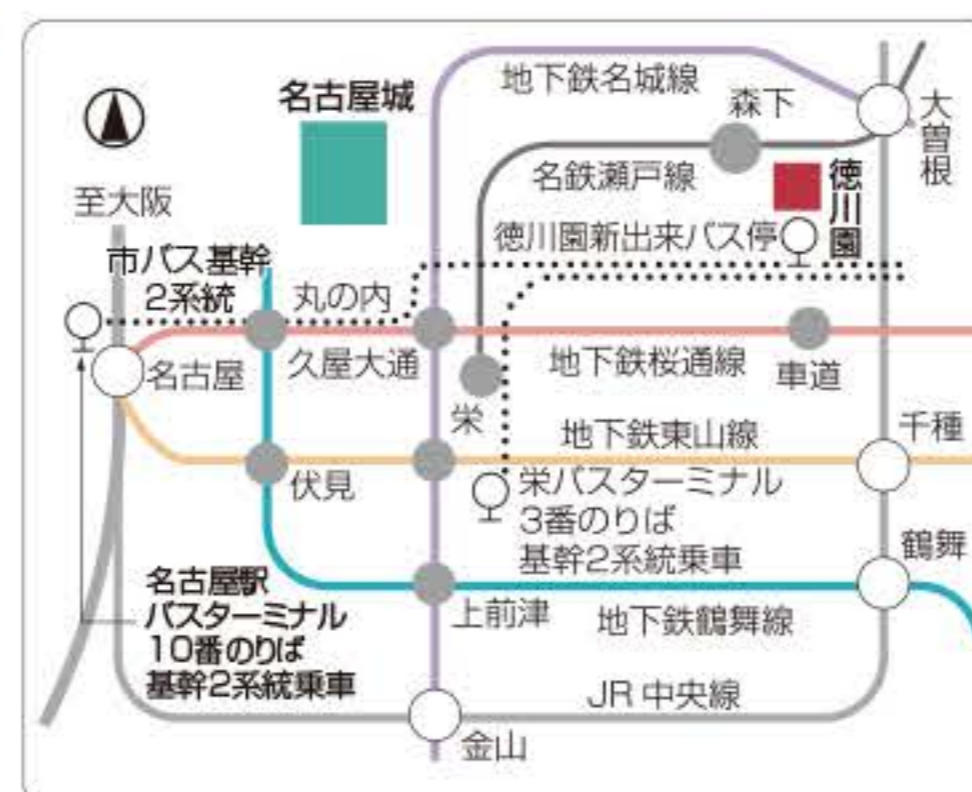 地下鉄名城線
名古屋城
森下
大曽根
至大阪
名鉄瀬戸線
徳川園
徳川園新出来バス停
市バス基幹
2系統
丸の内
名古屋
久屋大通
地下鉄桜通線
車道
栄
地下鉄東山線
千種
伏見
栄バスターミナル
3番のりば
基幹2系統乗車
鶴舞
名古屋駅
バスターミナル
10番のりば
基幹2系統乗車
上前津
地下鉄鶴舞線
JR中央線
金山